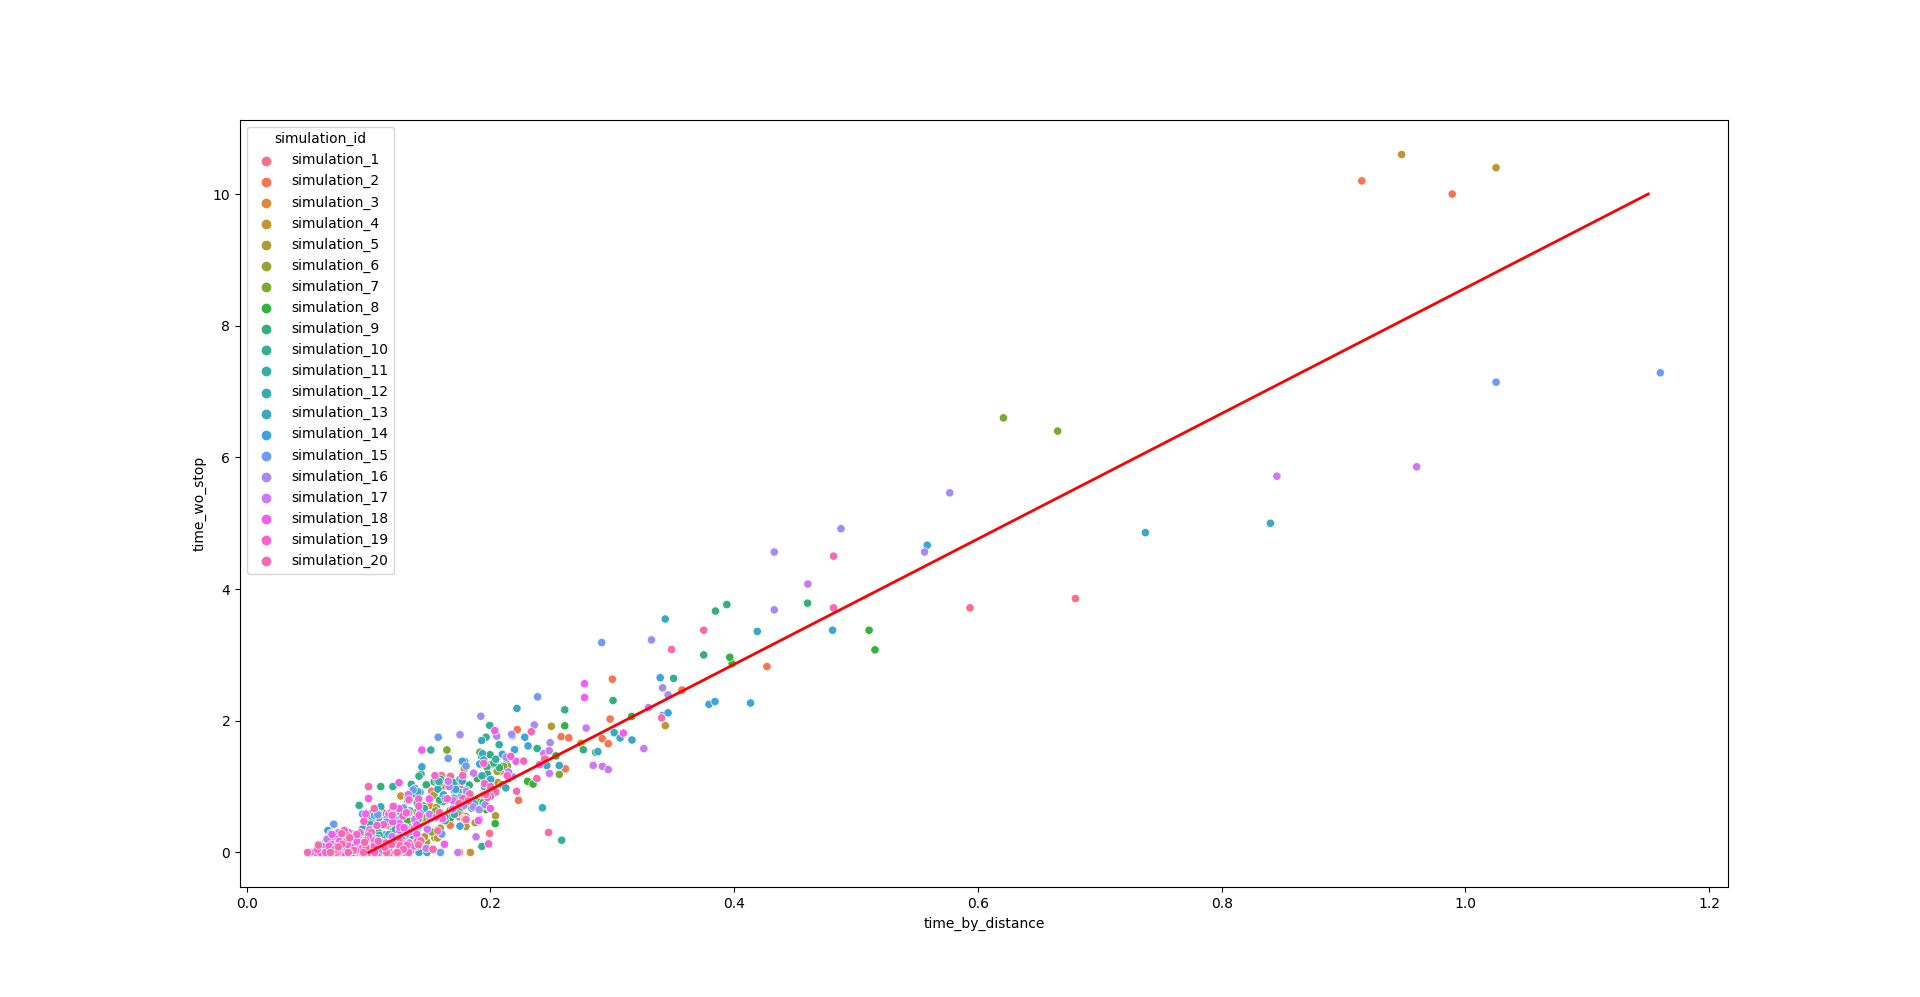 simulation_id
simulation_1
simulation_2
simulation_3
simulation_4
simulation_5
simulation_6
simulation_7
simulation_8
simulation_9
simulation_10
simulation_11
simulation_12
simulation_13
simulation_14
simulation_15
simulation_16
simulation_17
simulation_18
simulation_19
simulation_20
time_wo_stop
10
8
6
4
2
0
0.0 0.2 0.4 0.6 0.8 1.0 1.2
time_by_distance